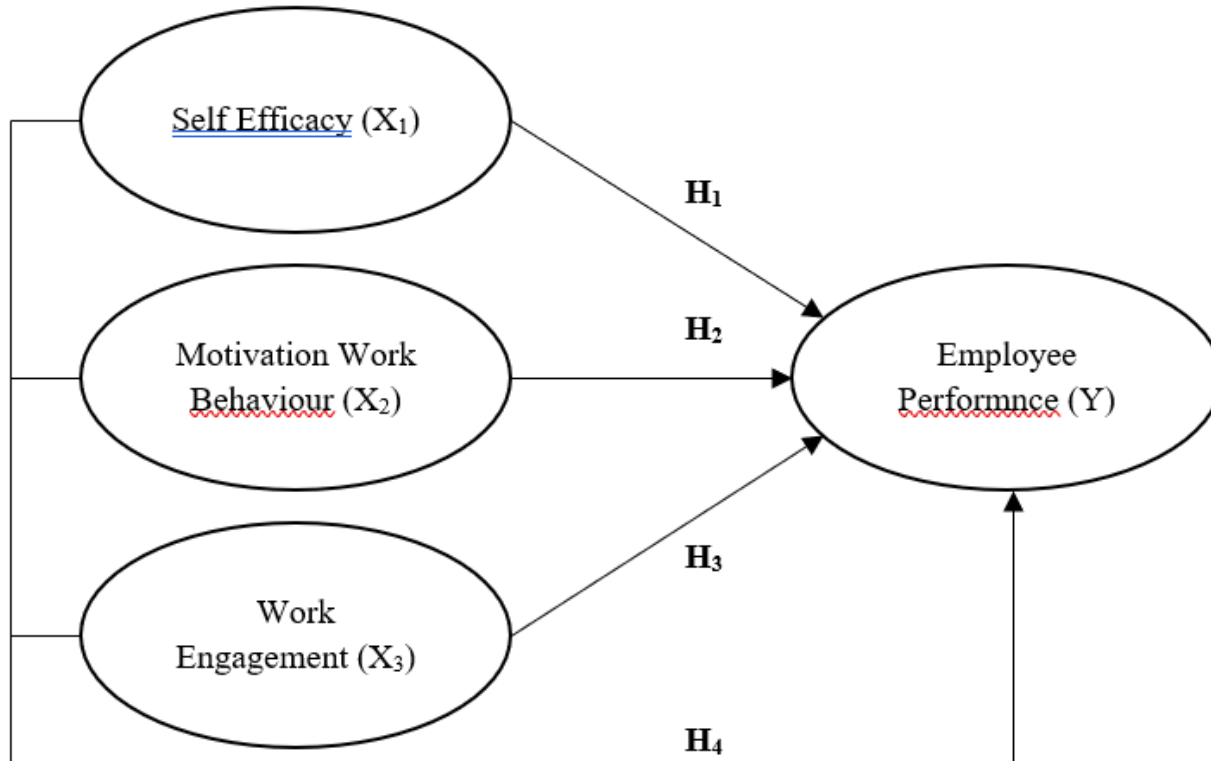 Self Efficacy (X₁)
H₁
Motivation Work
Behaviour (X₂)
H₂
Employee
Performnce (Y)
Work
Engagement (X₃)
H₃
H₄